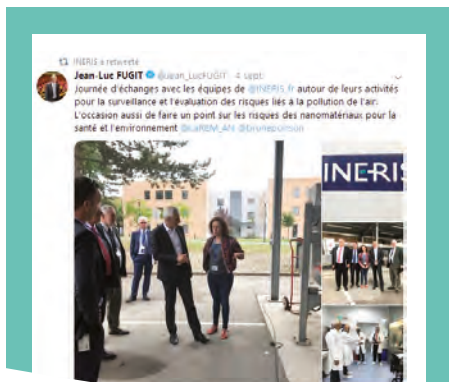 INERIS a retweeté
Jean-Luc FUGIT @Jean_LucFUGIT · 4 sept.
Journée d'échanges avec les équipes de @INERIS_fr autour de leurs activités
pour la surveillance et l'évaluation des risques liés à la pollution de l'air.
L'occasion aussi de faire un point sur les risques des nanomatériaux pour la
santé et l'environnement @LaREM_AN
INERIS